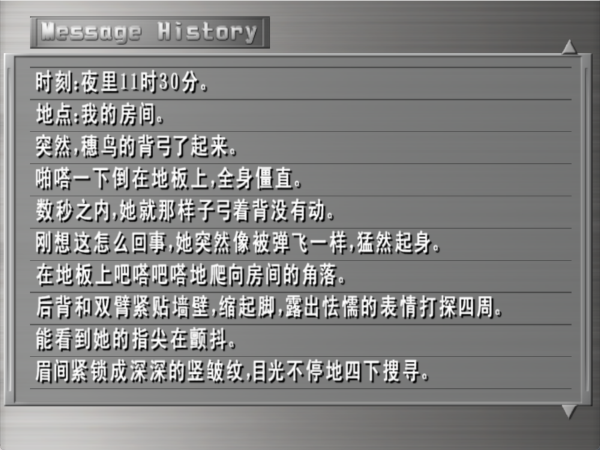 Message History
时刻:夜里11时30分。
地点:我的房间。
突然,穗鸟的背弓了起来。
啪嗒一下倒在地板上,全身僵直。
数秒之内,她就那样子弓着背没有动。
刚想这怎么回事,她突然像被弹飞一样,猛然起身。
在地板上吧嗒吧嗒地爬向房间的角落。
后背和双臂紧贴墙壁,缩起脚,露出怯懦的表情打探四周。
能看到她的指尖在颤抖。
眉间紧锁成深深的竖皱纹,目光不停地四下搜寻。